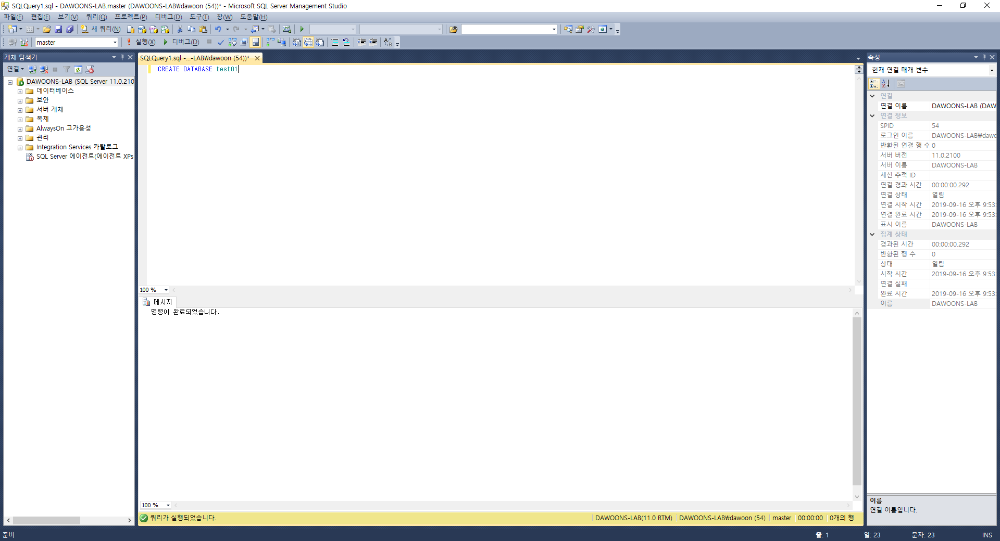 SQLQuery1.sql - DAWOONS-LAB.master (DAWOONS-LAB₩dawoon (54))* - Microsoft SQL Server Management Studio
파일(F) 편집(E) 보기(V) 쿼리(Q) 프로젝트(P) 디버그(D) 도구(T) 창(W) 도움말(H)
새 쿼리(N)
master 실행(X) 디버그(D)
개체 탐색기
연결
DAWOONS-LAB (SQL Server 11.0.210
데이터베이스
보안
서버 개체
복제
AlwaysOn 고가용성
관리
Integration Services 카탈로그
SQL Server 에이전트(에이전트 XPs
SQLQuery1.sql -...-LAB₩dawoon (54))*
CREATE DATABASE test01
100 %
메시지
명령이 완료되었습니다.
100 %
쿼리가 실행되었습니다. DAWOONS-LAB(11.0 RTM) DAWOONS-LAB₩dawoon (54) master 00:00:00 0개의 행
속성
현재 연결 매개 변수
연결
연결 이름 DAWOONS-LAB (DAW
연결 정보
SPID 54
로그인 이름 DAWOONS-LAB₩dawo
반환된 연결 행 수 0
서버 버전 11.0.2100
서버 이름 DAWOONS-LAB
세션 추적 ID
연결 경과 시간 00:00:00.292
연결 상태 열림
연결 시작 시간 2019-09-16 오후 9:53:
연결 완료 시간 2019-09-16 오후 9:53:
표시 이름 DAWOONS-LAB
집계 상태
경과된 시간 00:00:00.292
반환된 행 수 0
상태 열림
시작 시간 2019-09-16 오후 9:53:
연결 실패
완료 시간 2019-09-16 오후 9:53:
이름 DAWOONS-LAB
이름
연결 이름입니다.
준비 줄: 1 열: 23 문자: 23 INS